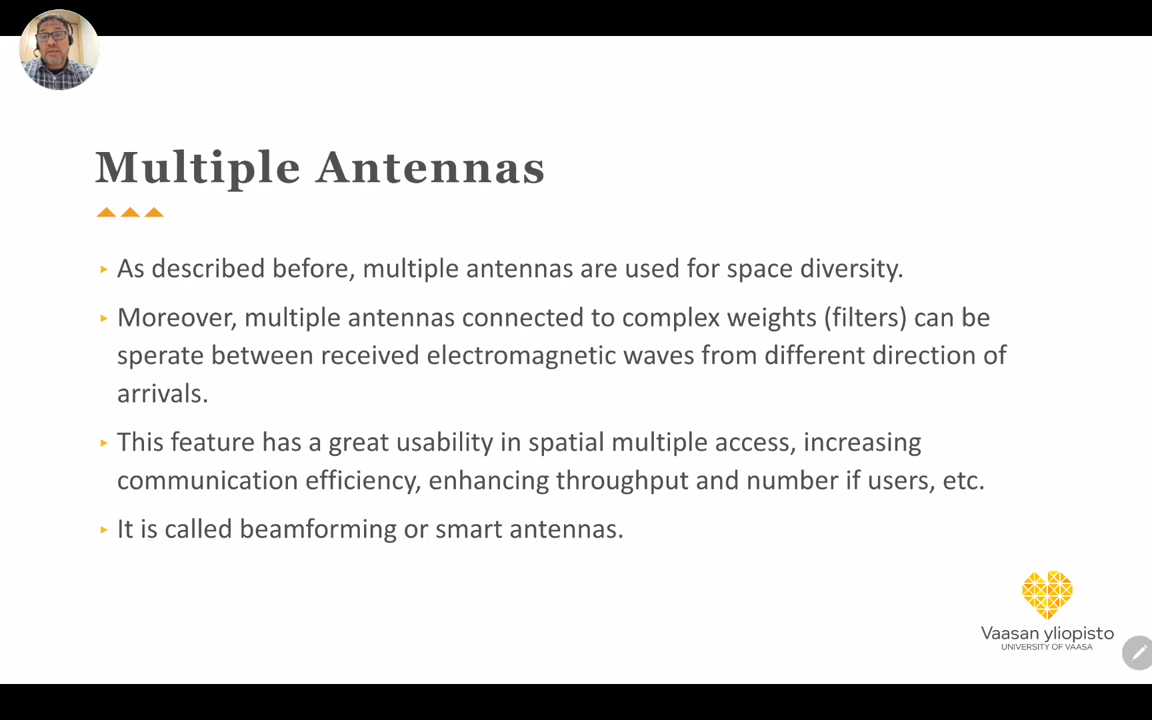 Multiple Antennas
As described before, multiple antennas are used for space diversity.
Moreover, multiple antennas connected to complex weights (filters) can be
sperate between received electromagnetic waves from different direction of
arrivals.
This feature has a great usability in spatial multiple access, increasing
communication efficiency, enhancing throughput and number if users, etc.
It is called beamforming or smart antennas.
Vaasan yliopisto
UNIVERSITY OF VAASA